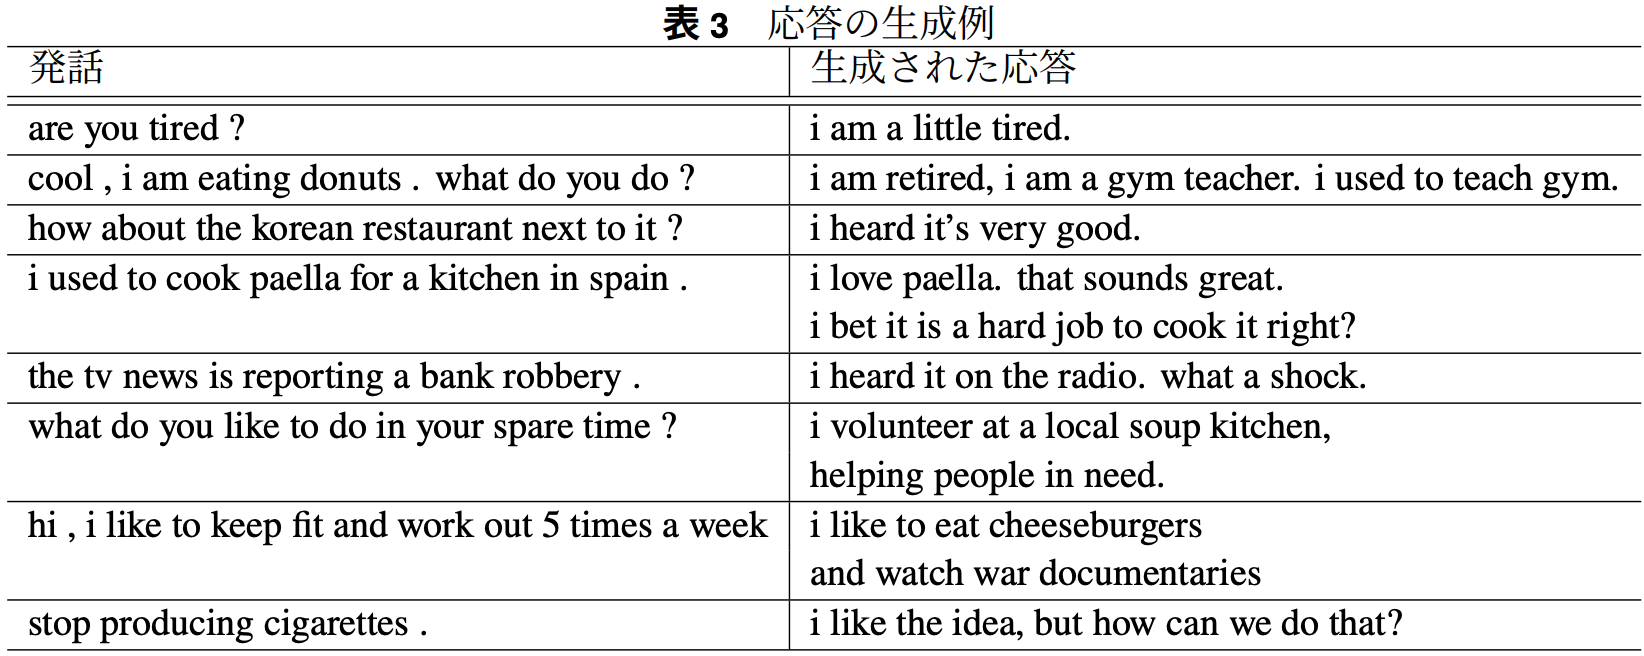 表 3 応答の生成例
発話 生成された応答
are you tired ? i am a little tired.
cool , i am eating donuts . what do you do ? i am retired, i am a gym teacher. i used to teach gym.
how about the korean restaurant next to it ? i heard it’s very good.
i used to cook paella for a kitchen in spain . i love paella. that sounds great.
i bet it is a hard job to cook it right?
the tv news is reporting a bank robbery . i heard it on the radio. what a shock.
what do you like to do in your spare time ? i volunteer at a local soup kitchen,
helping people in need.
hi , i like to keep fit and work out 5 times a week i like to eat cheeseburgers
and watch war documentaries
stop producing cigarettes . i like the idea, but how can we do that?